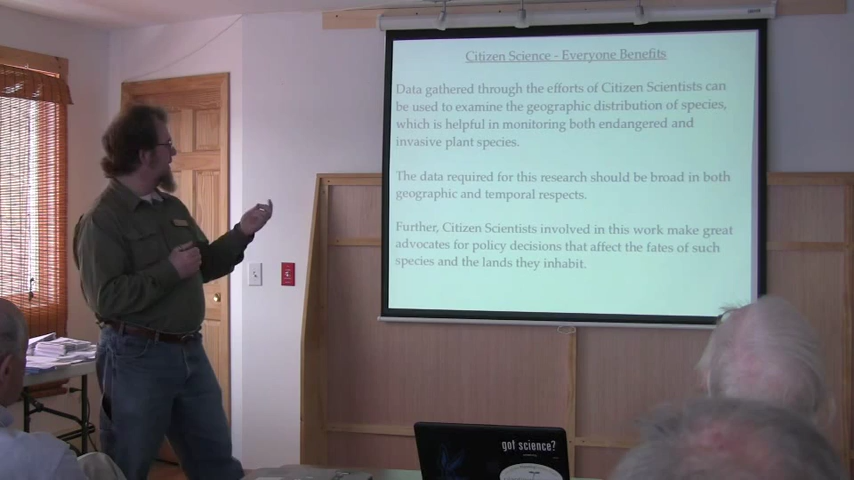 Citizen Science - Everyone Benefits
Data gathered through the efforts of Citizen Scientists can
be used to examine the geographic distribution of species,
which is helpful in monitoring both endangered and
invasive plant species.
The data required for this research should be broad in both
geographic and temporal respects.
Further, Citizen Scientists involved in this work make great
advocates for policy decisions that affect the fates of such
species and the lands they inhabit.
got science?